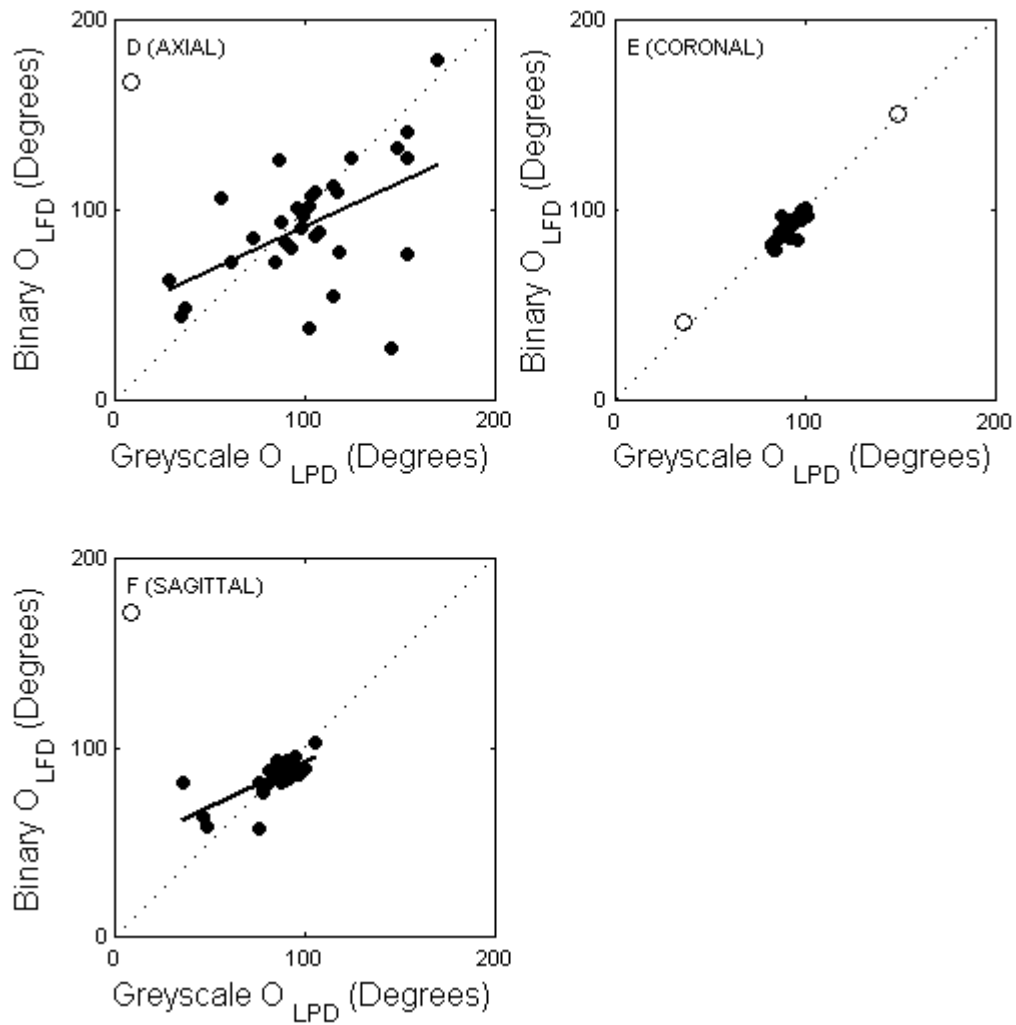 200
D (AXIAL)
100
0
0 100 200
Binary O LFD (Degrees)
Greyscale O LPD (Degrees)
200
E (CORONAL)
100
0
0 100 200
Binary O LFD (Degrees)
Greyscale O LPD (Degrees)
200
F (SAGITTAL)
100
0
0 100 200
Binary O LFD (Degrees)
Greyscale O LPD (Degrees)